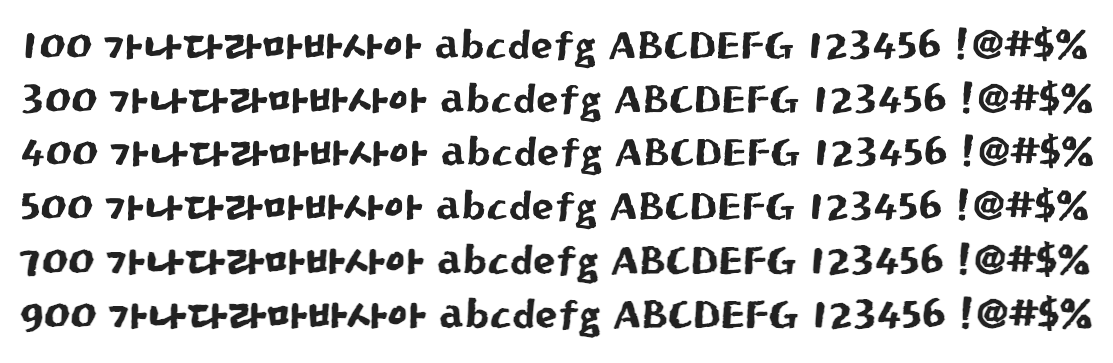 100 가나다라마바사아 abcdefg ABCDEFG 123456 !@#$%
300 가나다라마바사아 abcdefg ABCDEFG 123456 !@#$%
400 가나다라마바사아 abcdefg ABCDEFG 123456 !@#$%
500 가나다라마바사아 abcdefg ABCDEFG 123456 !@#$%
700 가나다라마바사아 abcdefg ABCDEFG 123456 !@#$%
900 가나다라마바사아 abcdefg ABCDEFG 123456 !@#$%